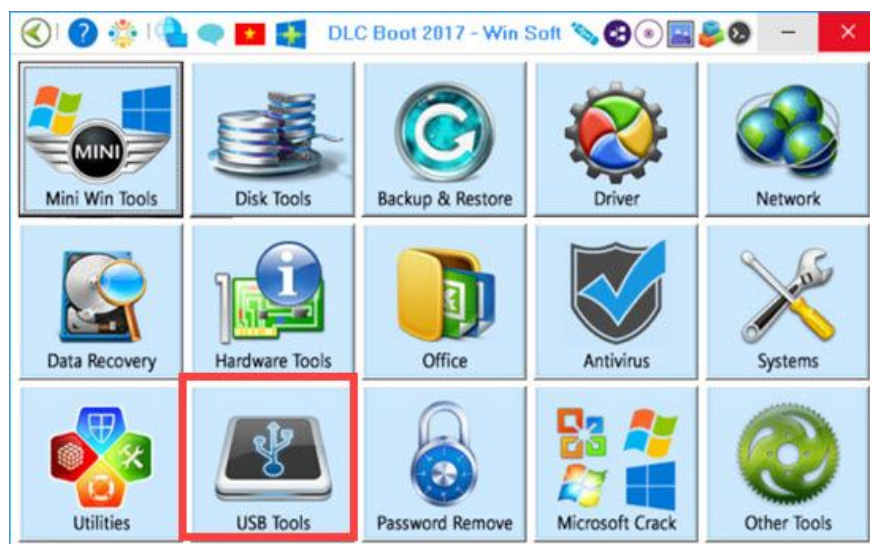 DLC Boot 2017 - Win Soft
MINI
Mini Win Tools
Disk Tools
Backup & Restore
Driver
Network
Data Recovery
Hardware Tools
Office
Antivirus
Systems
Utilities
USB Tools
Password Remove
Microsoft Crack
Other Tools